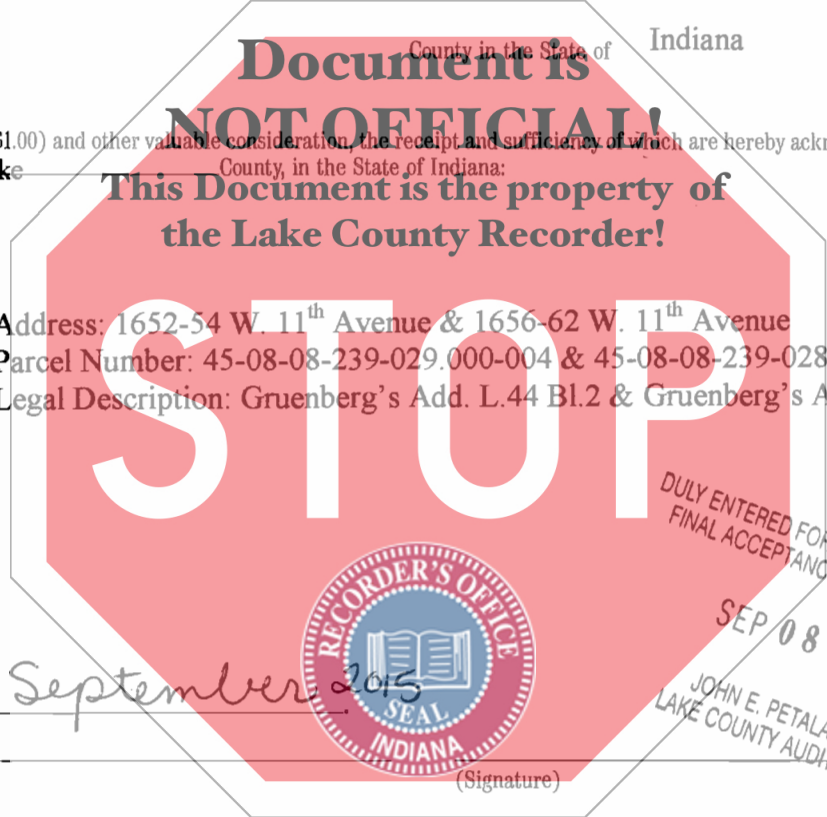 County in the State of Indiana
Document is
NOT OFFICIAL!
$1.00) and other valuable consideration, the receipt and sufficiency of which are hereby ackn
ke County, in the State of Indiana:
This Document is the property of
the Lake County Recorder!
STOP
Address: 1652-54 W. 11th Avenue & 1656-62 W. 11th Avenue
Parcel Number: 45-08-08-239-029.000-004 & 45-08-08-239-028
Legal Description: Gruenberg's Add. L.44 Bl.2 & Gruenberg's A
DULY ENTERED FOR
FINAL ACCEPTANC
SEP 08
RECORDER'S OFFICE
SEAL
INDIANA
September 2015
JOHN E. PETALA
LAKE COUNTY AUDI
(Signature)